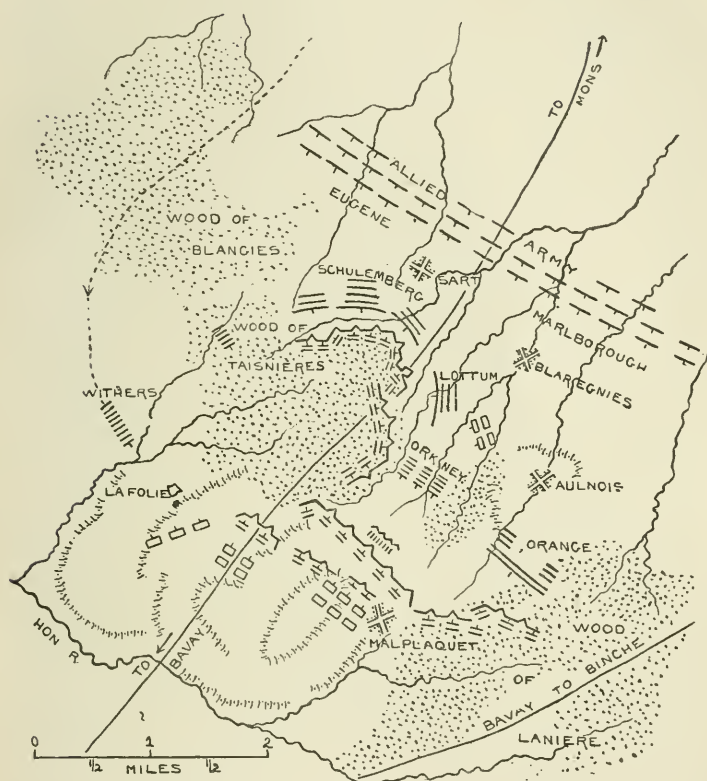 TO MONS
ALLIED ARMY
EUGENE
MARLBOROUGH
WOOD OF
BLANGIES
SCHULEMBERG
SART
WOOD OF
TAISNIÈRES
LOTTUM
BLAREGNIES
WITHERS
ORKNEY
AULNOIS
LA FOLIE
ORANGE
HON R.
TO BAVAY
MALPLAQUET
WOOD
OF
LANIERE
BAVAY TO BINCHE
0 1/2 1 1/2 2
MILES